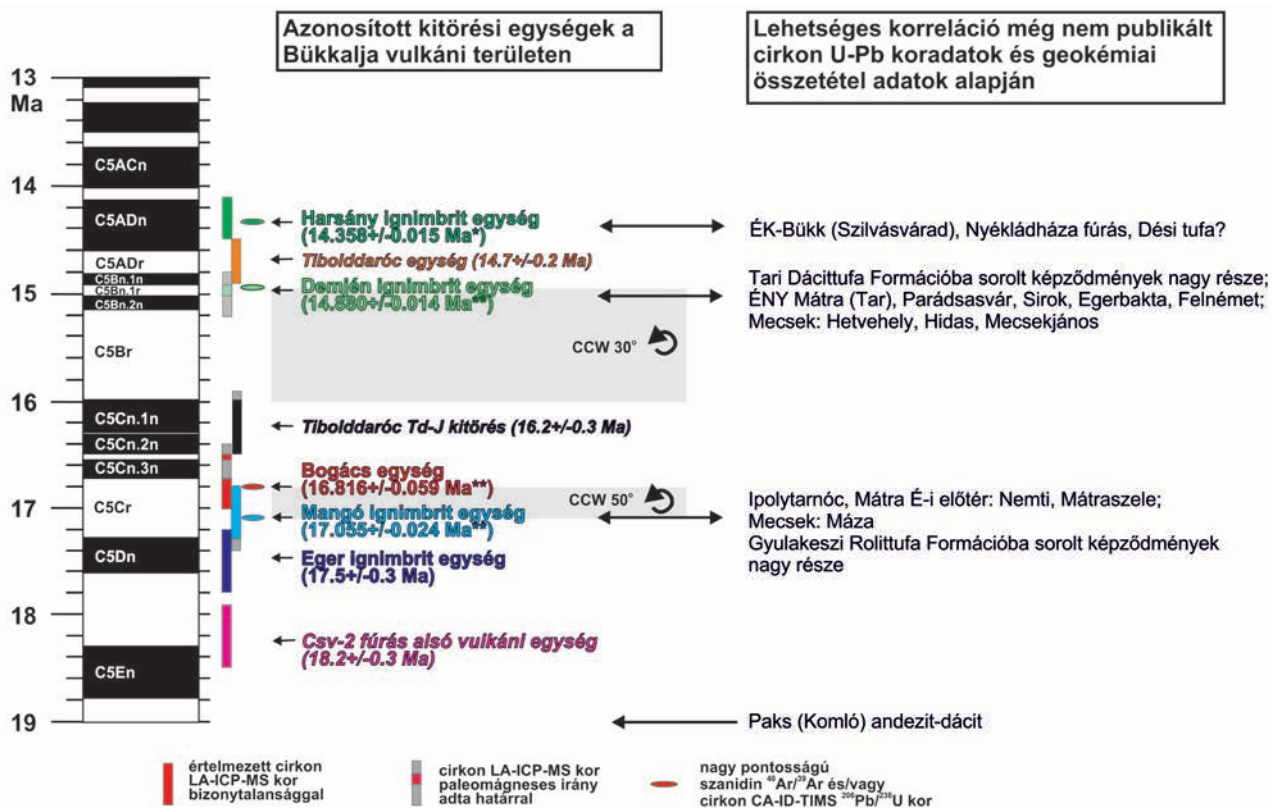 Azonosított kitörési egységek a
Bükkalja vulkáni területen
Lehetséges korreláció még nem publikált
cirkon U-Pb koradatok és geokémiai
összetétel adatok alapján
13
Ma
C5ACn
14
C5ADn
C5ADr
C5Bn.1n
C5Bn.1r
15
C5Bn.2n
C5Br
16
C5Cn.1n
C5Cn.2n
C5Cn.3n
17
C5Cr
C5Dn
18
C5En
19
Harsány ignimbrit egység
(14.358+/-0.015 Ma*)
Tibolddaróc egység (14.7+/-0.2 Ma)
Demjén ignimbrit egység
(14.880+/-0.014 Ma**)
CCW 30°
Tibolddaróc Td-J kitörés (16.2+/-0.3 Ma)
Bogács egység
(16.816+/-0.059 Ma**)
CCW 50°
Mangó ignimbrit egység
(17.055+/-0.024 Ma**)
Eger ignimbrit egység
(17.5+/-0.3 Ma)
Csv-2 fúrás alsó vulkáni egység
(18.2+/-0.3 Ma)
ÉK-Bükk (Szilvásvárad), Nyékládháza fúrás, Dési tufa?
Tari Dácittufa Formációba sorolt képződmények nagy része;
ÉNY Mátra (Tar), Parádsasvár, Sirok, Egerbakta, Felnémet;
Mecsek: Hetvehely, Hidas, Mecsekjános
Ipolytarnóc, Mátra É-i előtér: Nemti, Mátraszele;
Mecsek: Máza
Gyulakeszi Rolittufa Formációba sorolt képződmények
nagy része
Paks (Komló) andezit-dácit
értelmezett cirkon
LA-ICP-MS kor
bizonytalansággal
cirkon LA-ICP-MS kor
paleomágneses irány
adta határral
nagy pontosságú
szanidin ⁴⁰Ar/³⁹Ar és/vagy
cirkon CA-ID-TIMS ²⁰⁶Pb/²³⁸U kor